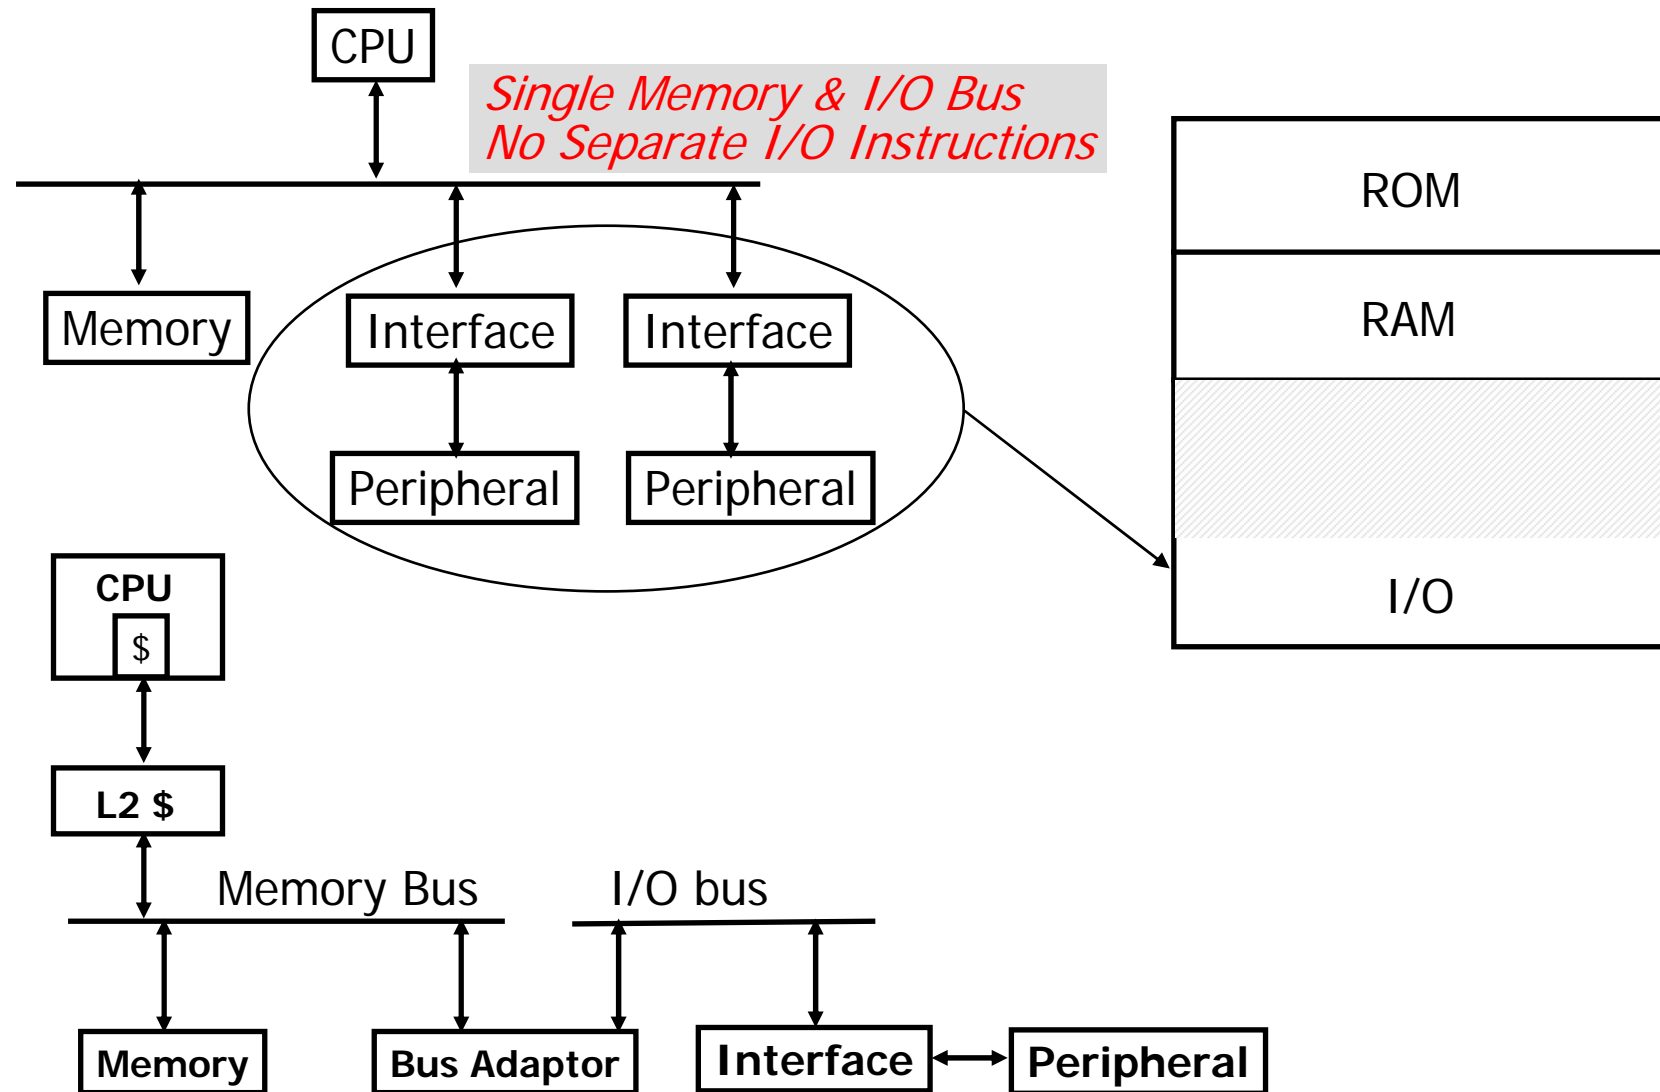 CPU
Single Memory & I/O Bus
No Separate I/O Instructions
Memory
Interface
Interface
Peripheral
Peripheral
ROM
RAM
I/O
CPU
$
L2 $
Memory Bus
I/O bus
Memory
Bus Adaptor
Interface
Peripheral